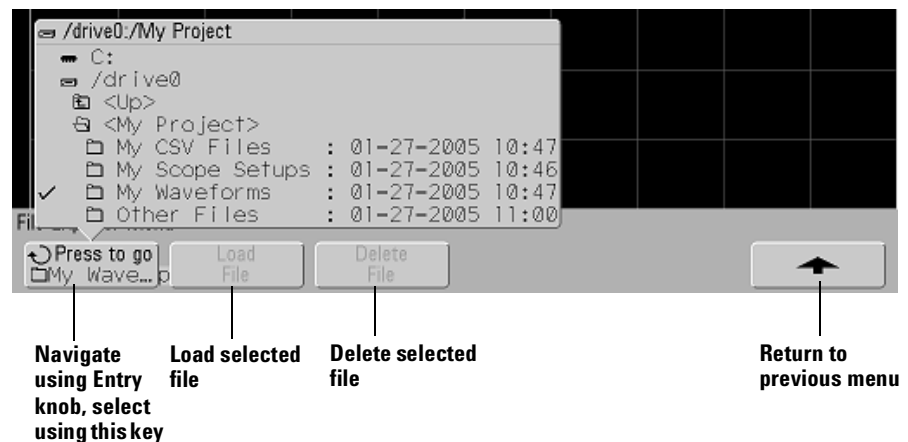 /drive0:/My Project
C:
/drive0
<Up>
<My Project>
My CSV Files : 01-27-2005 10:47
My Scope Setups : 01-27-2005 10:46
My Waveforms : 01-27-2005 10:47
Other Files : 01-27-2005 11:00
Press to go
My Wave...p
Load
File
Delete
File
Navigate
using Entry
knob, select
using this key
Load selected
file
Delete selected
file
Return to
previous menu